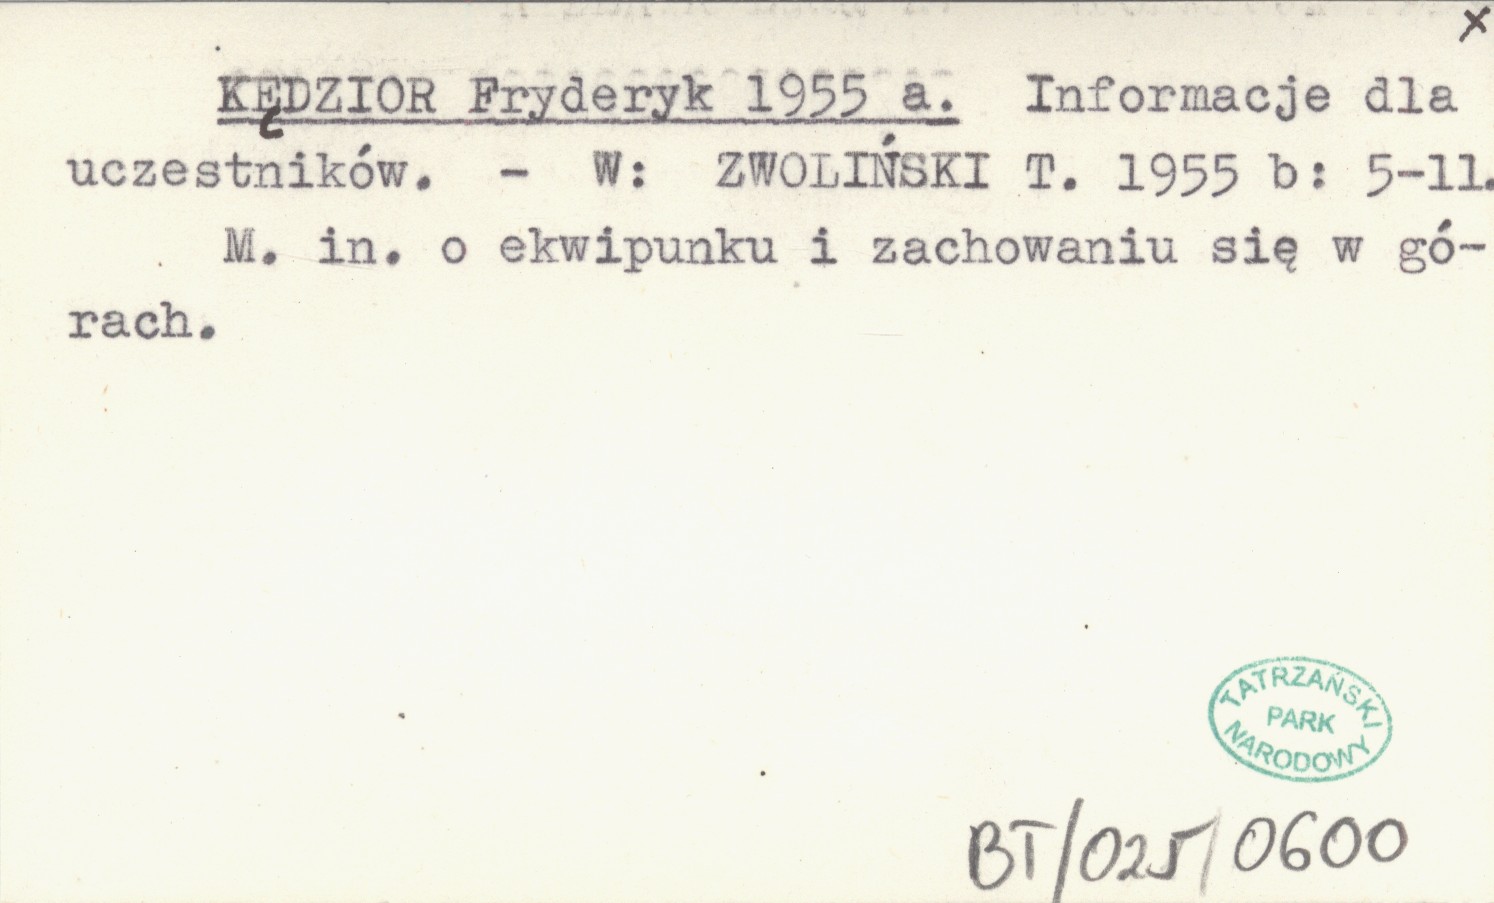 x
KĘDZIOR Fryderyk 1955 a. Informacje dla
uczestników. - W: ZWOLIŃSKI T. 1955 b: 5-11.
M. in. o ekwipunku i zachowaniu się w gó-
rach.
TATRZAŃSKI
PARK
NARODOWY
BT/025/0600